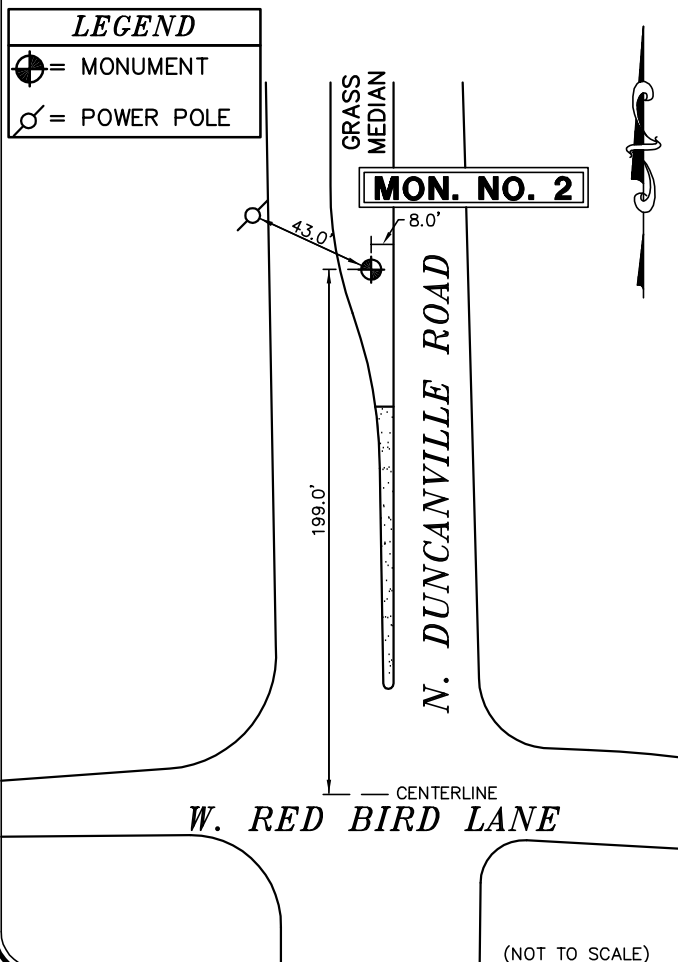 LEGEND
= MONUMENT
= POWER POLE
GRASS
MEDIAN
MON. NO. 2
8.0'
43.0'
199.0'
N. DUNCANVILLE ROAD
CENTERLINE
W. RED BIRD LANE
(NOT TO SCALE)